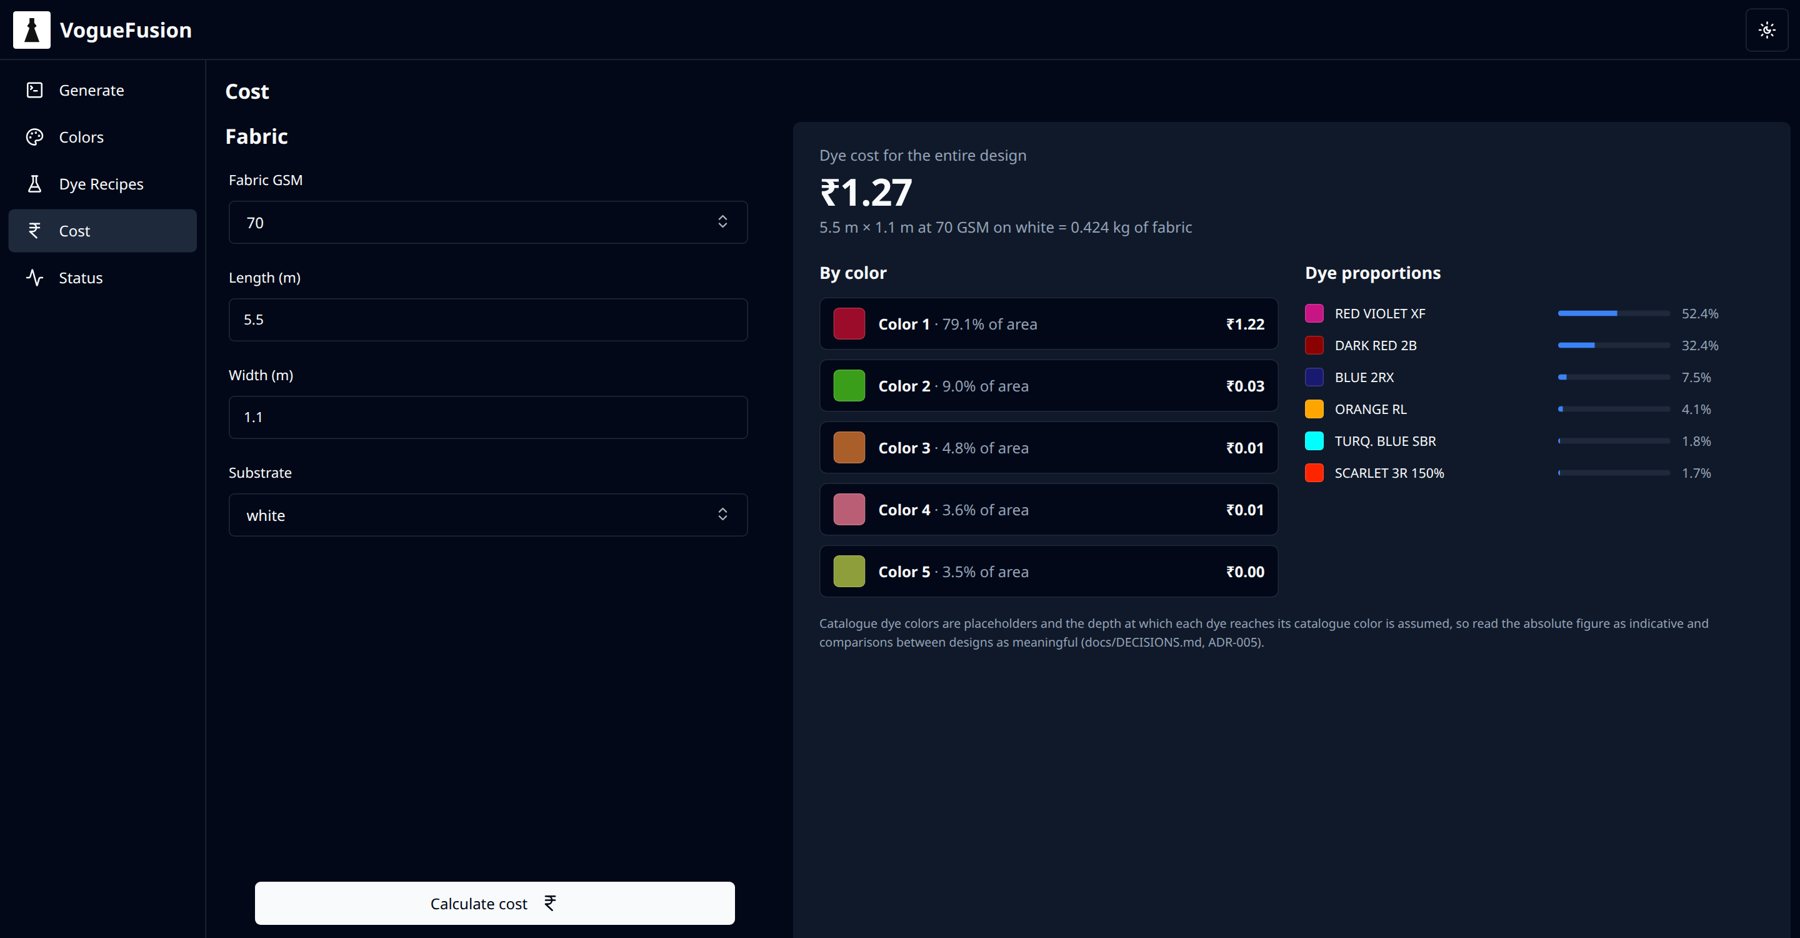 VogueFusion
Generate
Colors
Dye Recipes
Cost
Status
Cost
Fabric
Fabric GSM
70
Length (m)
5.5
Width (m)
1.1
Substrate
white
Calculate cost ₹
Dye cost for the entire design
₹1.27
5.5 m × 1.1 m at 70 GSM on white = 0.424 kg of fabric
By color
Color 1 · 79.1% of area ₹1.22
Color 2 · 9.0% of area ₹0.03
Color 3 · 4.8% of area ₹0.01
Color 4 · 3.6% of area ₹0.01
Color 5 · 3.5% of area ₹0.00
Dye proportions
RED VIOLET XF 52.4%
DARK RED 2B 32.4%
BLUE 2RX 7.5%
ORANGE RL 4.1%
TURQ. BLUE SBR 1.8%
SCARLET 3R 150% 1.7%
Catalogue dye colors are placeholders and the depth at which each dye reaches its catalogue color is assumed, so read the absolute figure as indicative and
comparisons between designs as meaningful (docs/DECISIONS.md, ADR-005).